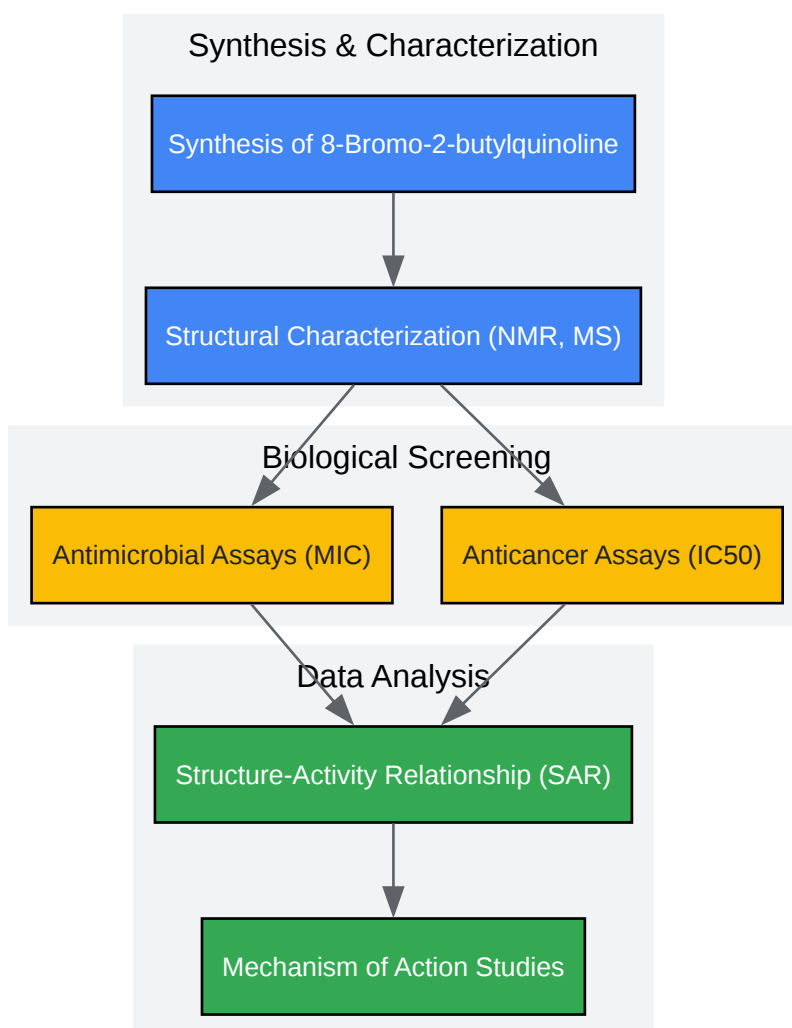 Synthesis & Characterization
Synthesis of 8-Bromo-2-butylquinoline
Structural Characterization (NMR, MS)
Biological Screening
Antimicrobial Assays (MIC)
Anticancer Assays (IC50)
Data Analysis
Structure-Activity Relationship (SAR)
Mechanism of Action Studies